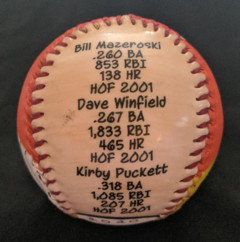 Bill Mazeroski
.260 BA
853 RBI
138 HR
HOF 2001
Dave Winfield
.267 BA
1,833 RBI
465 HR
HOF 2001
Kirby Puckett
.318 BA
1,085 RBI
207 HR
HOF 2001